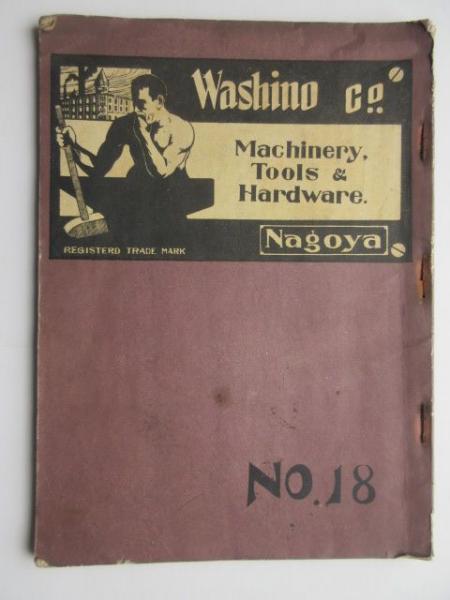 Washino Co.
Machinery,
Tools &
Hardware.
Nagoya
REGISTERD TRADE MARK
NO.18